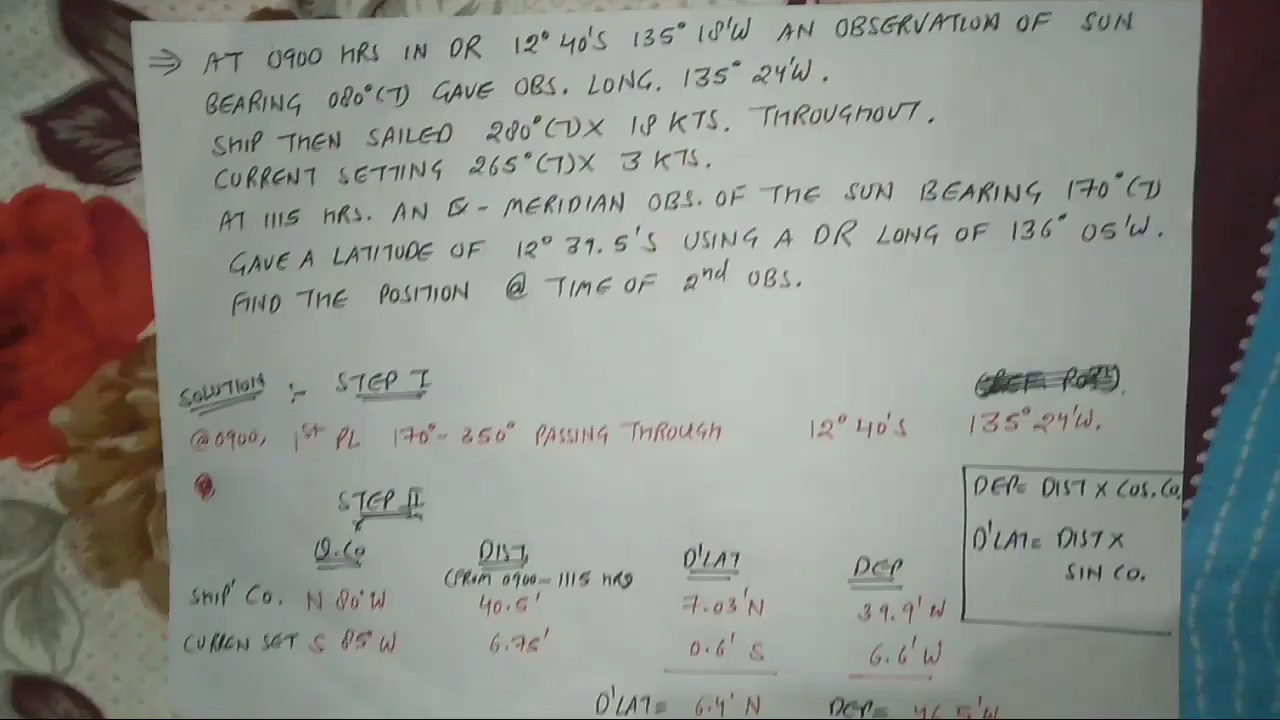 ⇒ AT 0900 HRS IN DR 12° 40'S 135° 18'W AN OBSERVATION OF SUN
BEARING 080°(T) GAVE OBS. LONG. 135° 24'W.
SHIP THEN SAILED 280°(T) X 18 KTS. THROUGHOUT.
CURRENT SETTING 265°(T) X 3 KTS.
AT 1115 HRS. AN EX-MERIDIAN OBS. OF THE SUN BEARING 170°(T)
GAVE A LATITUDE OF 12° 39.5'S USING A DR LONG OF 136° 05'W.
FIND THE POSITION @ TIME OF 2nd OBS.
SOLUTION :- STEP I
@0900, 1st PL 170°-350° PASSING THROUGH 12° 40'S 135° 24'W.
STEP II
DEP= DIST X COS. CO.
D'LAT= DIST X
SIN CO.
Q.CO DIST, D'LAT DEP
(FROM 0900-1115 HRS)
SHIP' CO. N 80° W 40.5' 7.03'N 39.9'W
CURREN SET S 85° W 6.75' 0.6' S 6.6'W
D'LAT= 6.4' N DEP= 46.5'W